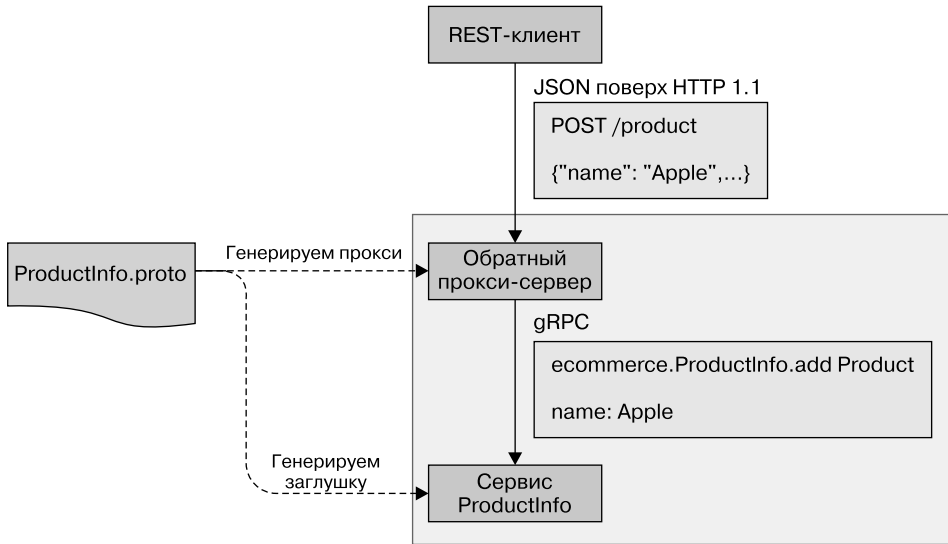 REST-клиент
JSON поверх HTTP 1.1
POST /product
{"name": "Apple",...}
ProductInfo.proto
Генерируем прокси
Обратный
прокси-сервер
gRPC
ecommerce.ProductInfo.add Product
name: Apple
Генерируем
заглушку
Сервис
ProductInfo